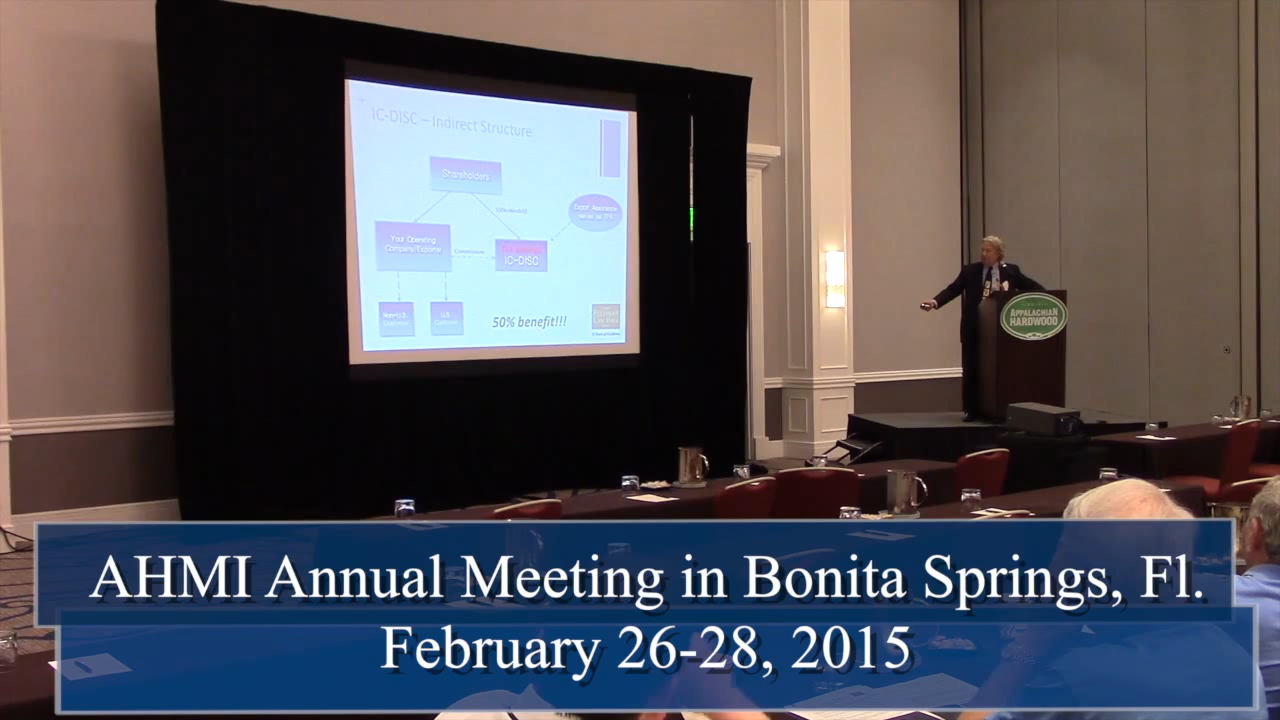 IC-DISC – Indirect Structure
Shareholders
Your Operating
Company/Exporter
Commissions
IC-DISC
Non-U.S.
Customer
U.S.
Customer
50% benefit!!!
APPALACHIAN
HARDWOOD
AHMI Annual Meeting in Bonita Springs, Fl.
February 26-28, 2015